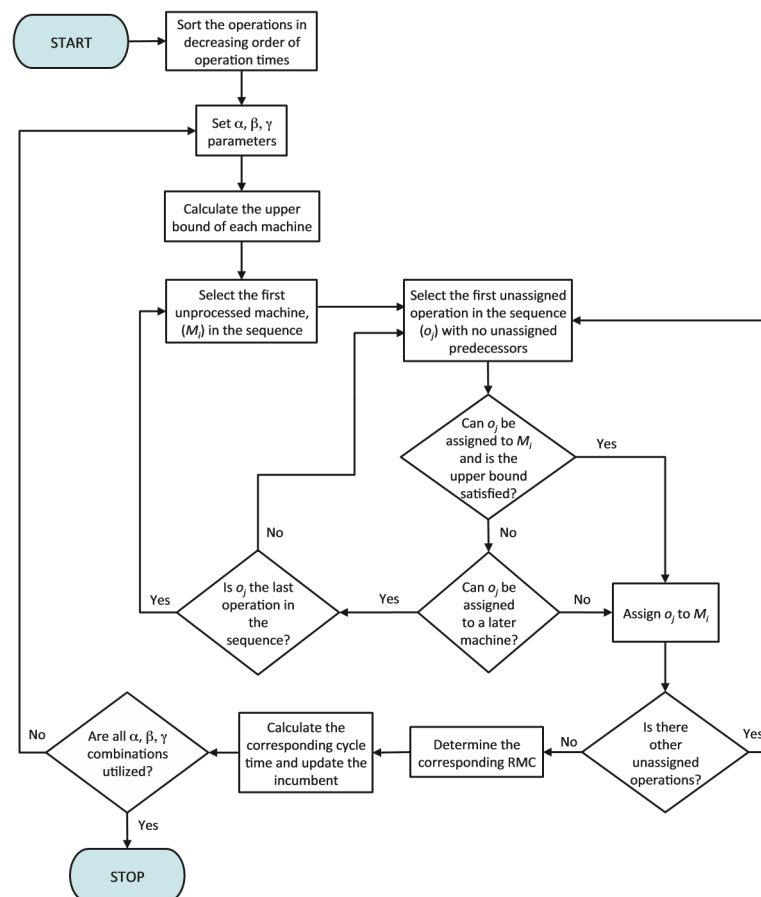 START
Sort the operations in
decreasing order of
operation times
Set α, β, γ
parameters
Calculate the upper
bound of each machine
Select the first
unprocessed machine,
(Mi) in the sequence
Select the first unassigned
operation in the sequence
(oj) with no unassigned
predecessors
Can oj be
assigned to Mi
and is the
upper bound
satisfied?
Yes
No
Can oj be
assigned
to a later
machine?
Yes
No
Is oj the last
operation in
the
sequence?
Yes
No
Assign oj to Mi
Is there
other
unassigned
operations?
Yes
No
Determine the
corresponding RMC
Calculate the
corresponding cycle
time and update the
incumbent
Are all α, β, γ
combinations
utilized?
No
Yes
STOP